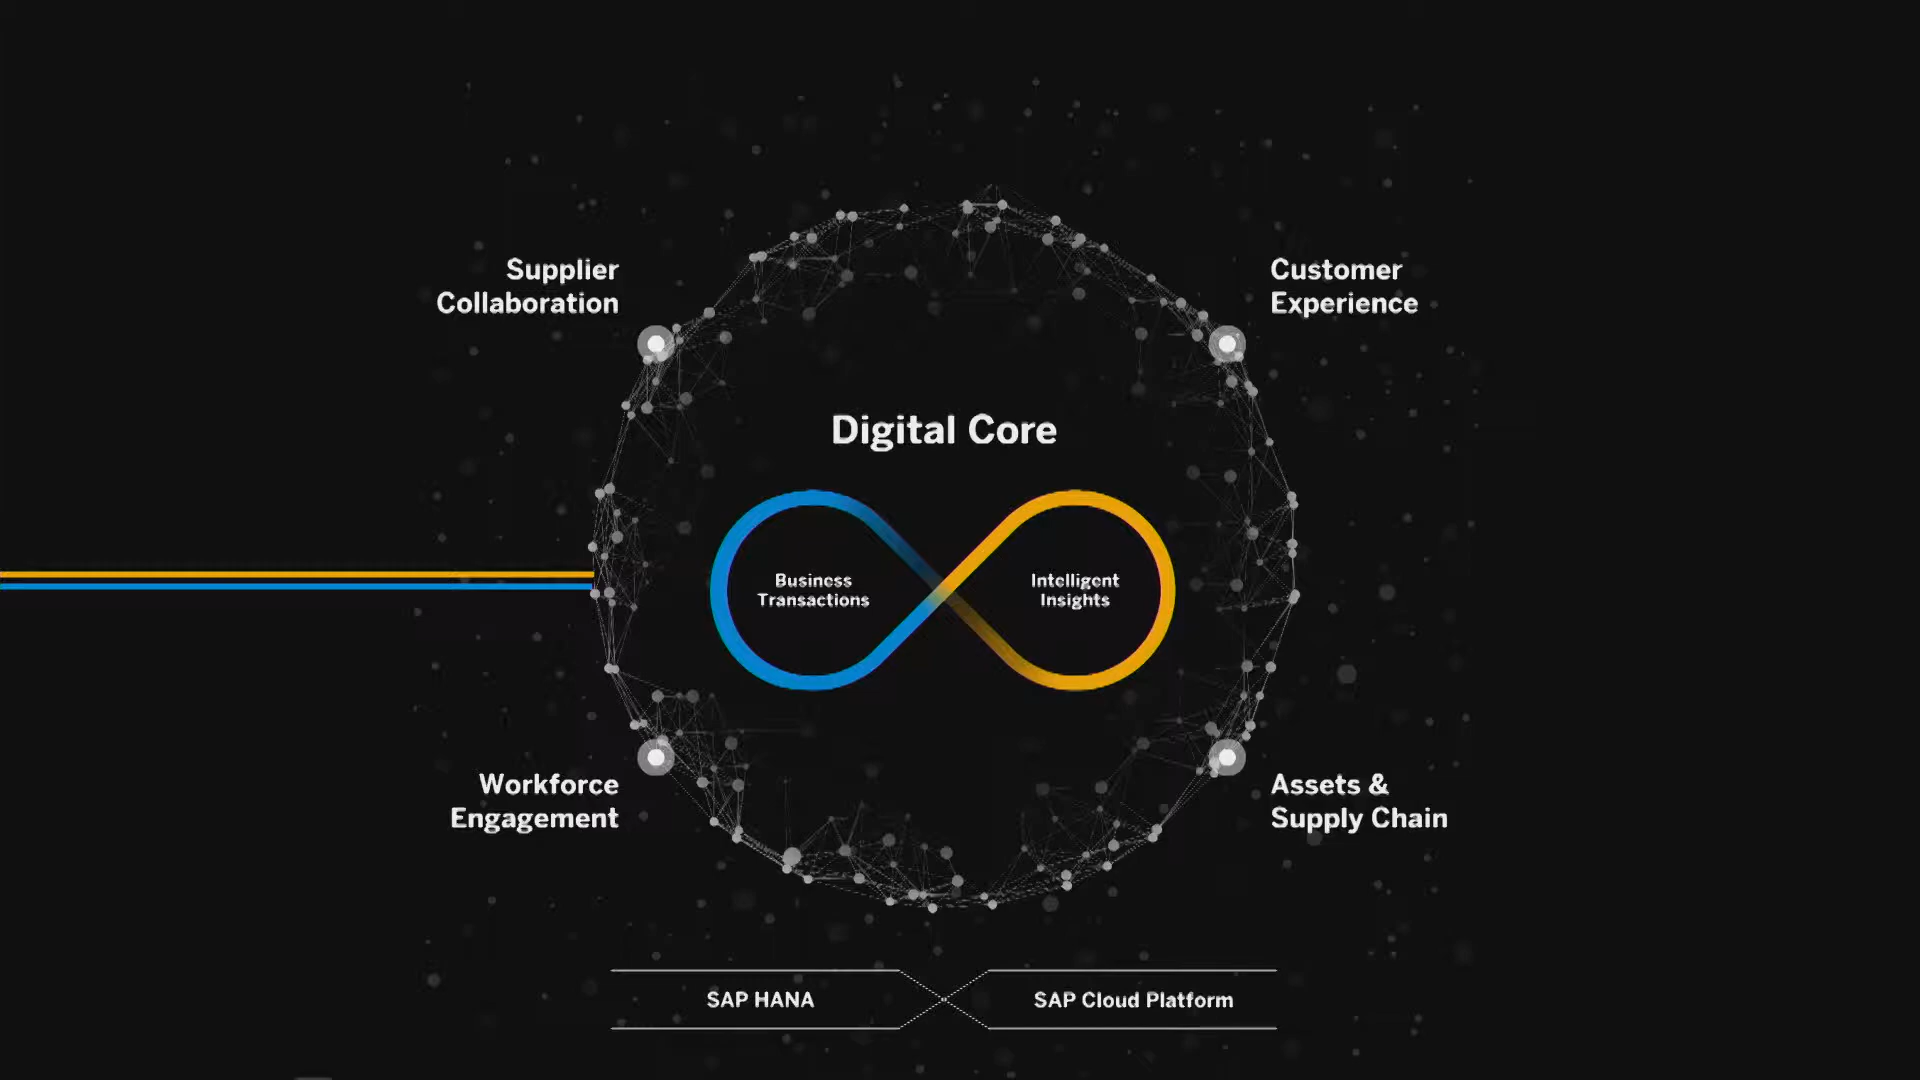 Supplier
Collaboration
Customer
Experience
Digital Core
Business
Transactions
Intelligent
Insights
Workforce
Engagement
Assets &
Supply Chain
SAP HANA
SAP Cloud Platform